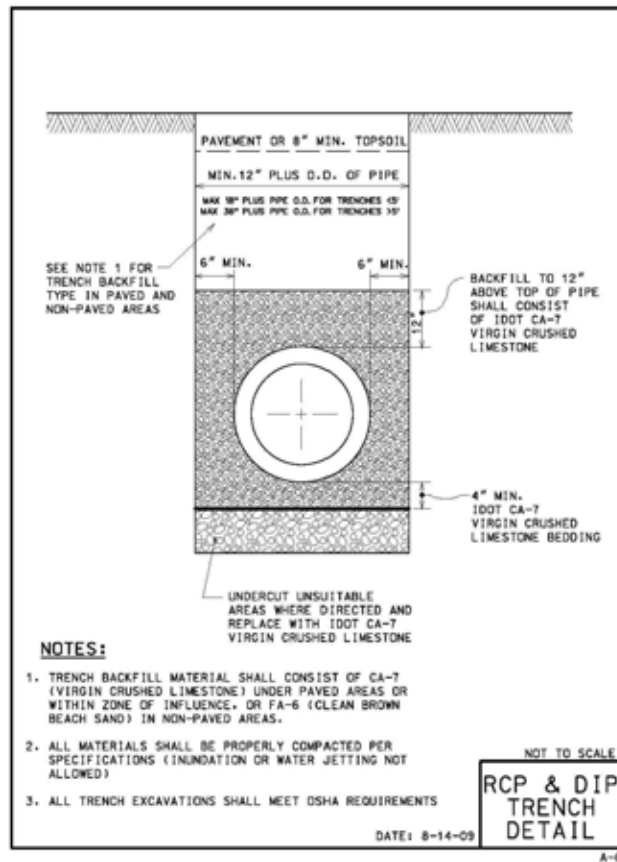 PAVEMENT OR 8" MIN. TOPSOIL
MIN.12" PLUS O.D. OF PIPE
MAX 18" PLUS PIPE O.D. FOR TRENCHES <5'
MAX 36" PLUS PIPE O.D. FOR TRENCHES >5'
6" MIN.
6" MIN.
SEE NOTE 1 FOR
TRENCH BACKFILL
TYPE IN PAVED AND
NON-PAVED AREAS
12"
BACKFILL TO 12"
ABOVE TOP OF PIPE
SHALL CONSIST
OF IDOT CA-7
VIRGIN CRUSHED
LIMESTONE
4" MIN.
IDOT CA-7
VIRGIN CRUSHED
LIMESTONE BEDDING
UNDERCUT UNSUITABLE
AREAS WHERE DIRECTED AND
REPLACE WITH IDOT CA-7
VIRGIN CRUSHED LIMESTONE
NOTES:
1. TRENCH BACKFILL MATERIAL SHALL CONSIST OF CA-7
(VIRGIN CRUSHED LIMESTONE) UNDER PAVED AREAS OR
WITHIN ZONE OF INFLUENCE, OR FA-6 (CLEAN BROWN
BEACH SAND) IN NON-PAVED AREAS.
2. ALL MATERIALS SHALL BE PROPERLY COMPACTED PER
SPECIFICATIONS (INUNDATION OR WATER JETTING NOT
ALLOWED)
3. ALL TRENCH EXCAVATIONS SHALL MEET OSHA REQUIREMENTS
NOT TO SCALE
RCP & DIP
TRENCH
DETAIL
DATE: 8-14-09